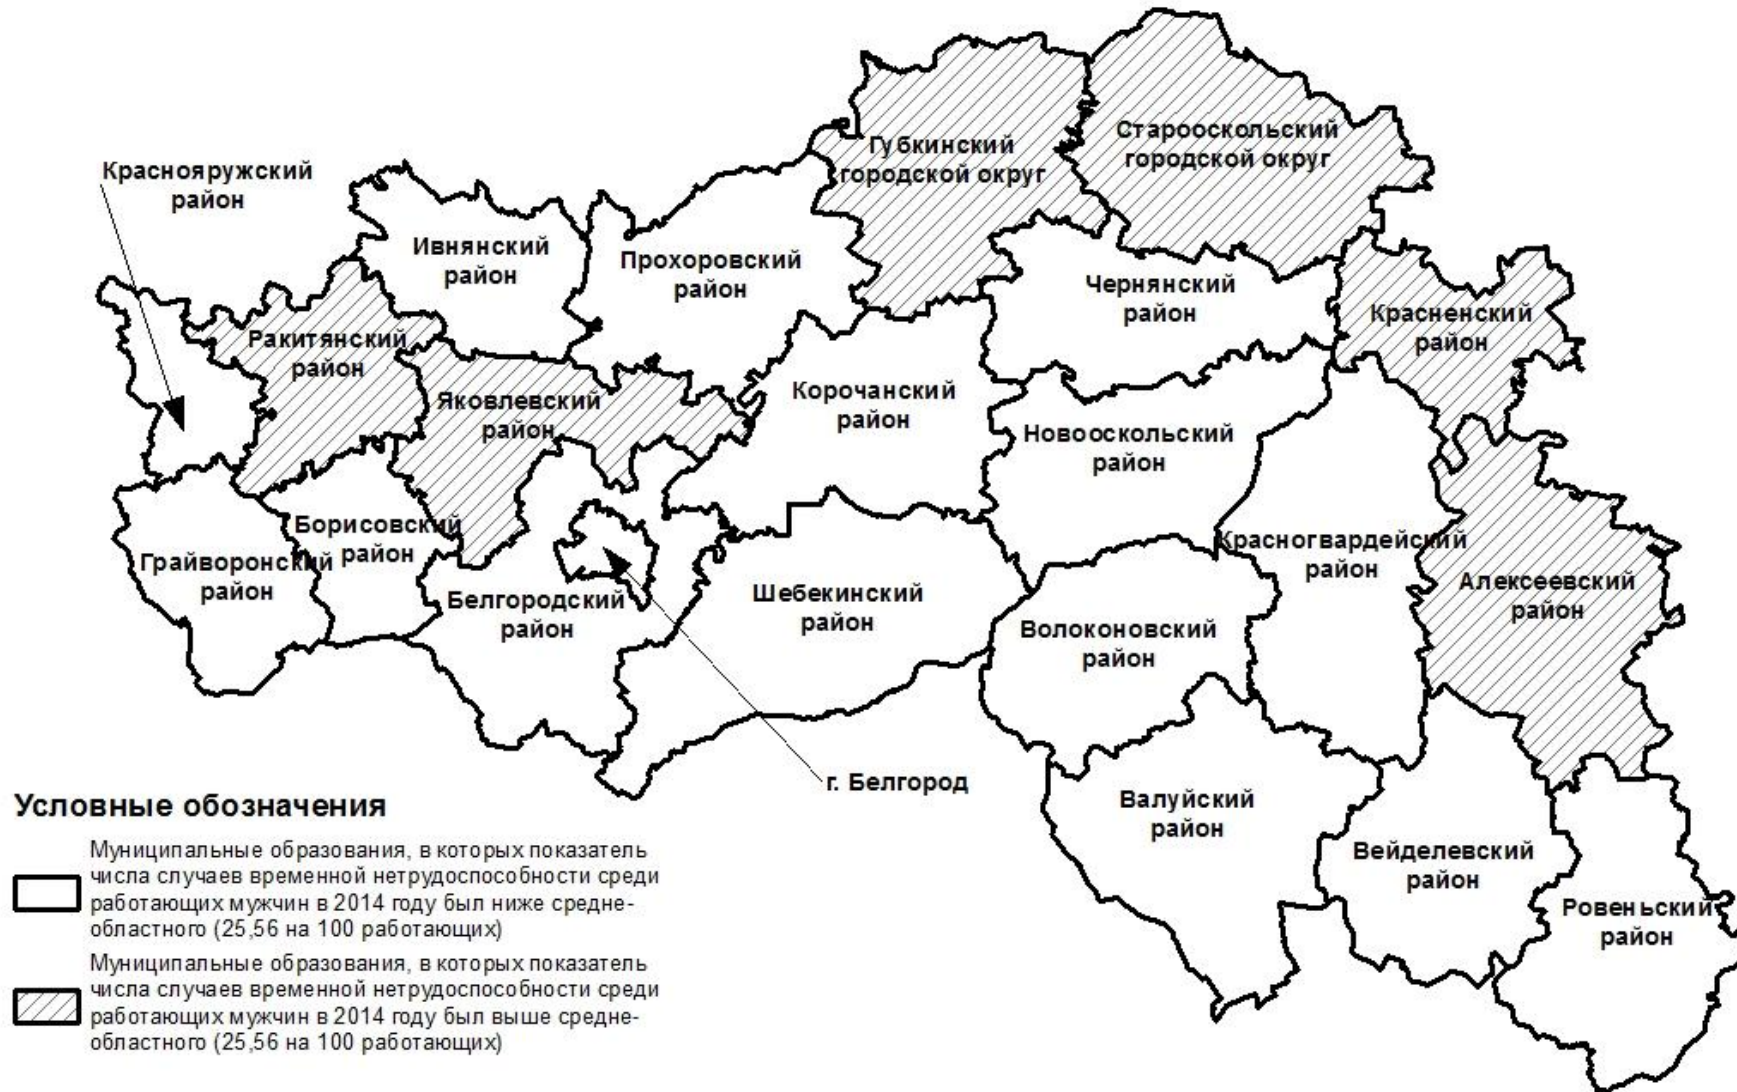 Старооскольский
городской округ
Губкинский
городской округ
Краснояружский
район
Ивнянский
район
Прохоровский
район
Чернянский
район
Красненский
район
Ракитянский
район
Яковлевский
район
Корочанский
район
Новооскольский
район
Борисовский
район
Грайворонский
район
Красногвардейский
район
Белгородский
район
Шебекинский
район
Алексеевский
район
Волоконовский
район
г. Белгород
Валуйский
район
Вейделевский
район
Ровеньский
район
Условные обозначения
Муниципальные образования, в которых показатель
числа случаев временной нетрудоспособности среди
работающих мужчин в 2014 году был ниже средне-
областного (25,56 на 100 работающих)
Муниципальные образования, в которых показатель
числа случаев временной нетрудоспособности среди
работающих мужчин в 2014 году был выше средне-
областного (25,56 на 100 работающих)